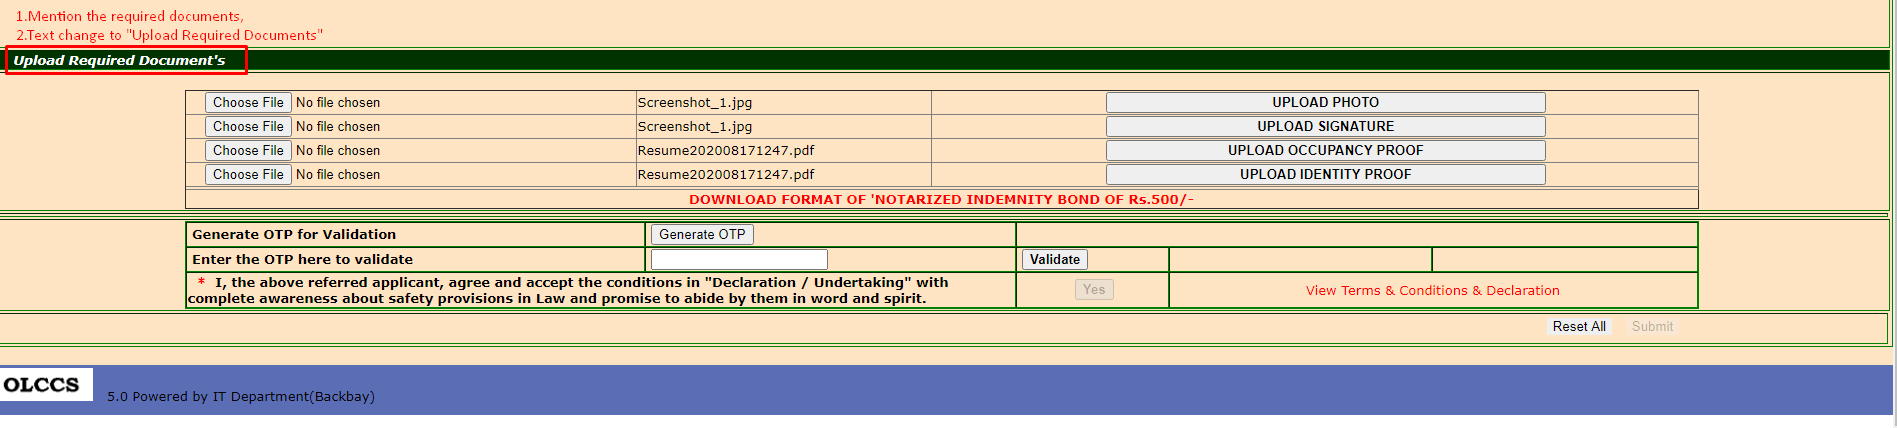 1.Mention the required documents,
2.Text change to "Upload Required Documents"
Upload Required Document's
Choose File No file chosen Screenshot_1.jpg UPLOAD PHOTO
Choose File No file chosen Screenshot_1.jpg UPLOAD SIGNATURE
Choose File No file chosen Resume202008171247.pdf UPLOAD OCCUPANCY PROOF
Choose File No file chosen Resume202008171247.pdf UPLOAD IDENTITY PROOF
DOWNLOAD FORMAT OF 'NOTARIZED INDEMNITY BOND OF Rs.500/-
Generate OTP for Validation Generate OTP
Enter the OTP here to validate Validate
* I, the above referred applicant, agree and accept the conditions in "Declaration / Undertaking" with
complete awareness about safety provisions in Law and promise to abide by them in word and spirit.
Yes
View Terms & Conditions & Declaration
Reset All Submit
OLCCS 5.0 Powered by IT Department(Backbay)